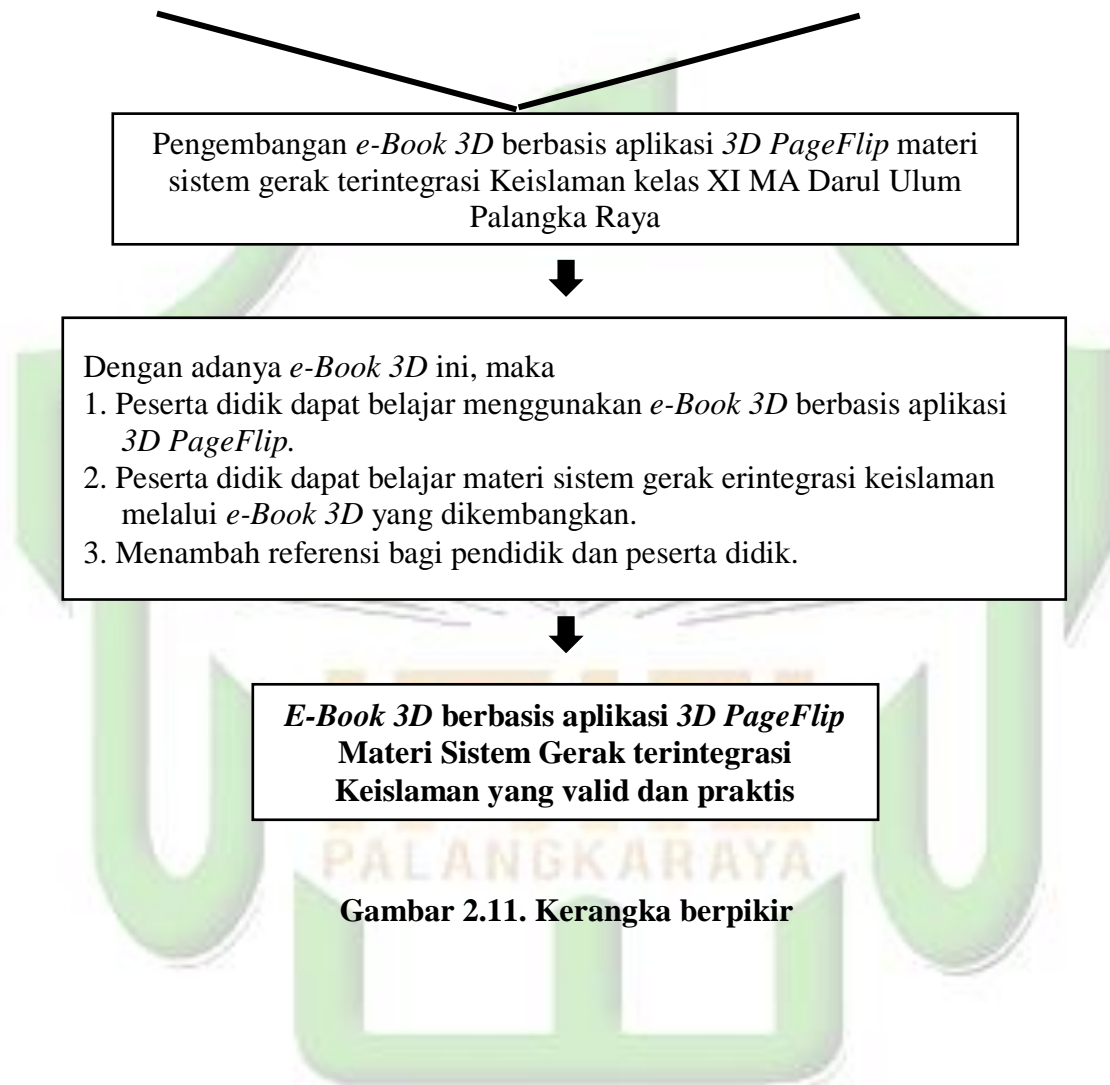 Pengembangan e-Book 3D berbasis aplikasi 3D PageFlip materi
sistem gerak terintegrasi Keislaman kelas XI MA Darul Ulum
Palangka Raya
Dengan adanya e-Book 3D ini, maka
1. Peserta didik dapat belajar menggunakan e-Book 3D berbasis aplikasi
3D PageFlip.
2. Peserta didik dapat belajar materi sistem gerak erintegrasi keislaman
melalui e-Book 3D yang dikembangkan.
3. Menambah referensi bagi pendidik dan peserta didik.
E-Book 3D berbasis aplikasi 3D PageFlip
Materi Sistem Gerak terintegrasi
Keislaman yang valid dan praktis
PALANGKARAYA
Gambar 2.11. Kerangka berpikir